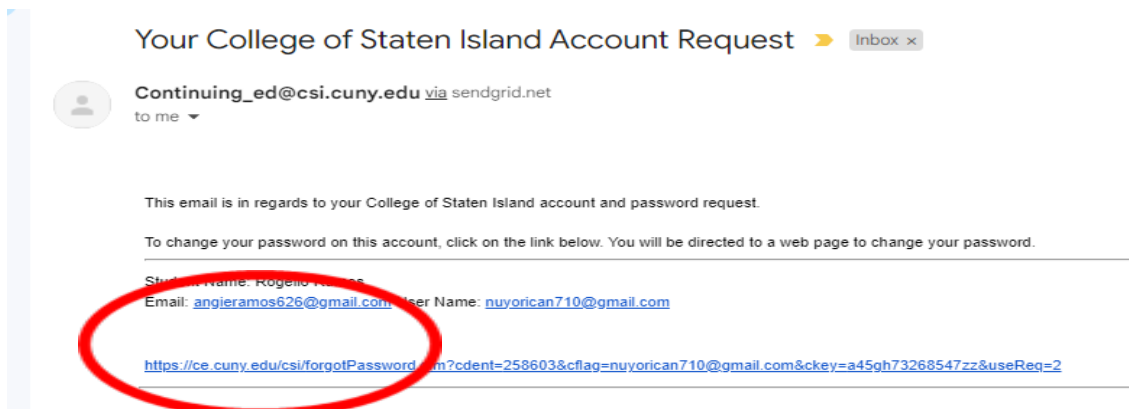 Your College of Staten Island Account Request Inbox ×
Continuing_ed@csi.cuny.edu via sendgrid.net
to me
This email is in regards to your College of Staten Island account and password request.
To change your password on this account, click on the link below. You will be directed to a web page to change your password.
Student Name: Rogelio Ramos
Email: angieramos626@gmail.com User Name: nuyorican710@gmail.com
https://ce.cuny.edu/csi/forgotPassword.cfm?cdent=258603&cflag=nuyorican710@gmail.com&ckey=a45gh73268547zz&useReq=2